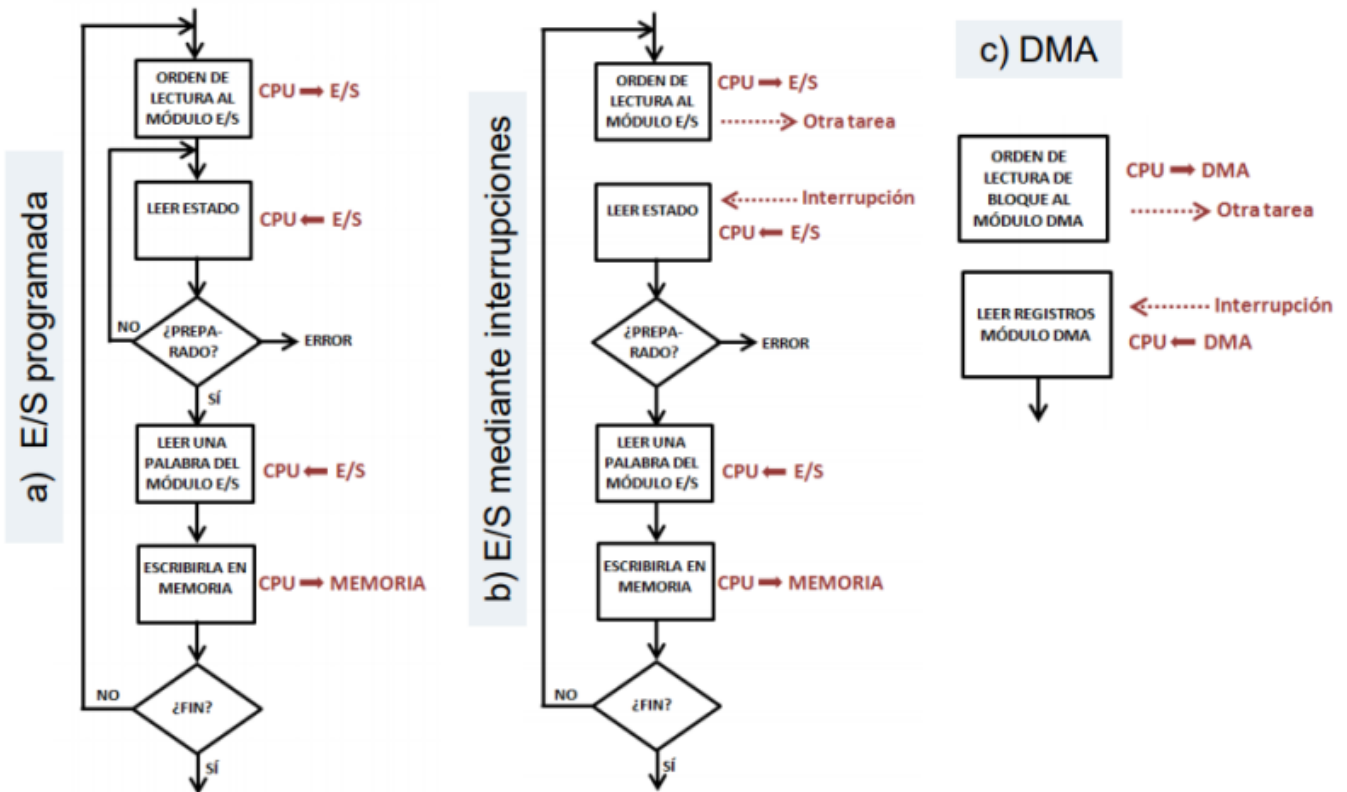 a) E/S programada
ORDEN DE
LECTURA AL
MÓDULO E/S
CPU → E/S
LEER ESTADO
CPU ← E/S
¿PREPA-
RADO?
NO
ERROR
SÍ
LEER UNA
PALABRA DEL
MÓDULO E/S
CPU ← E/S
ESCRIBIRLA EN
MEMORIA
CPU → MEMORIA
¿FIN?
NO
SÍ
b) E/S mediante interrupciones
ORDEN DE
LECTURA AL
MÓDULO E/S
CPU → E/S
Otra tarea
LEER ESTADO
Interrupción
CPU ← E/S
¿PREPA-
RADO?
ERROR
LEER UNA
PALABRA DEL
MÓDULO E/S
CPU ← E/S
ESCRIBIRLA EN
MEMORIA
CPU → MEMORIA
¿FIN?
NO
SÍ
c) DMA
ORDEN DE
LECTURA DE
BLOQUE AL
MÓDULO DMA
CPU → DMA
Otra tarea
LEER REGISTROS
MÓDULO DMA
Interrupción
CPU ← DMA